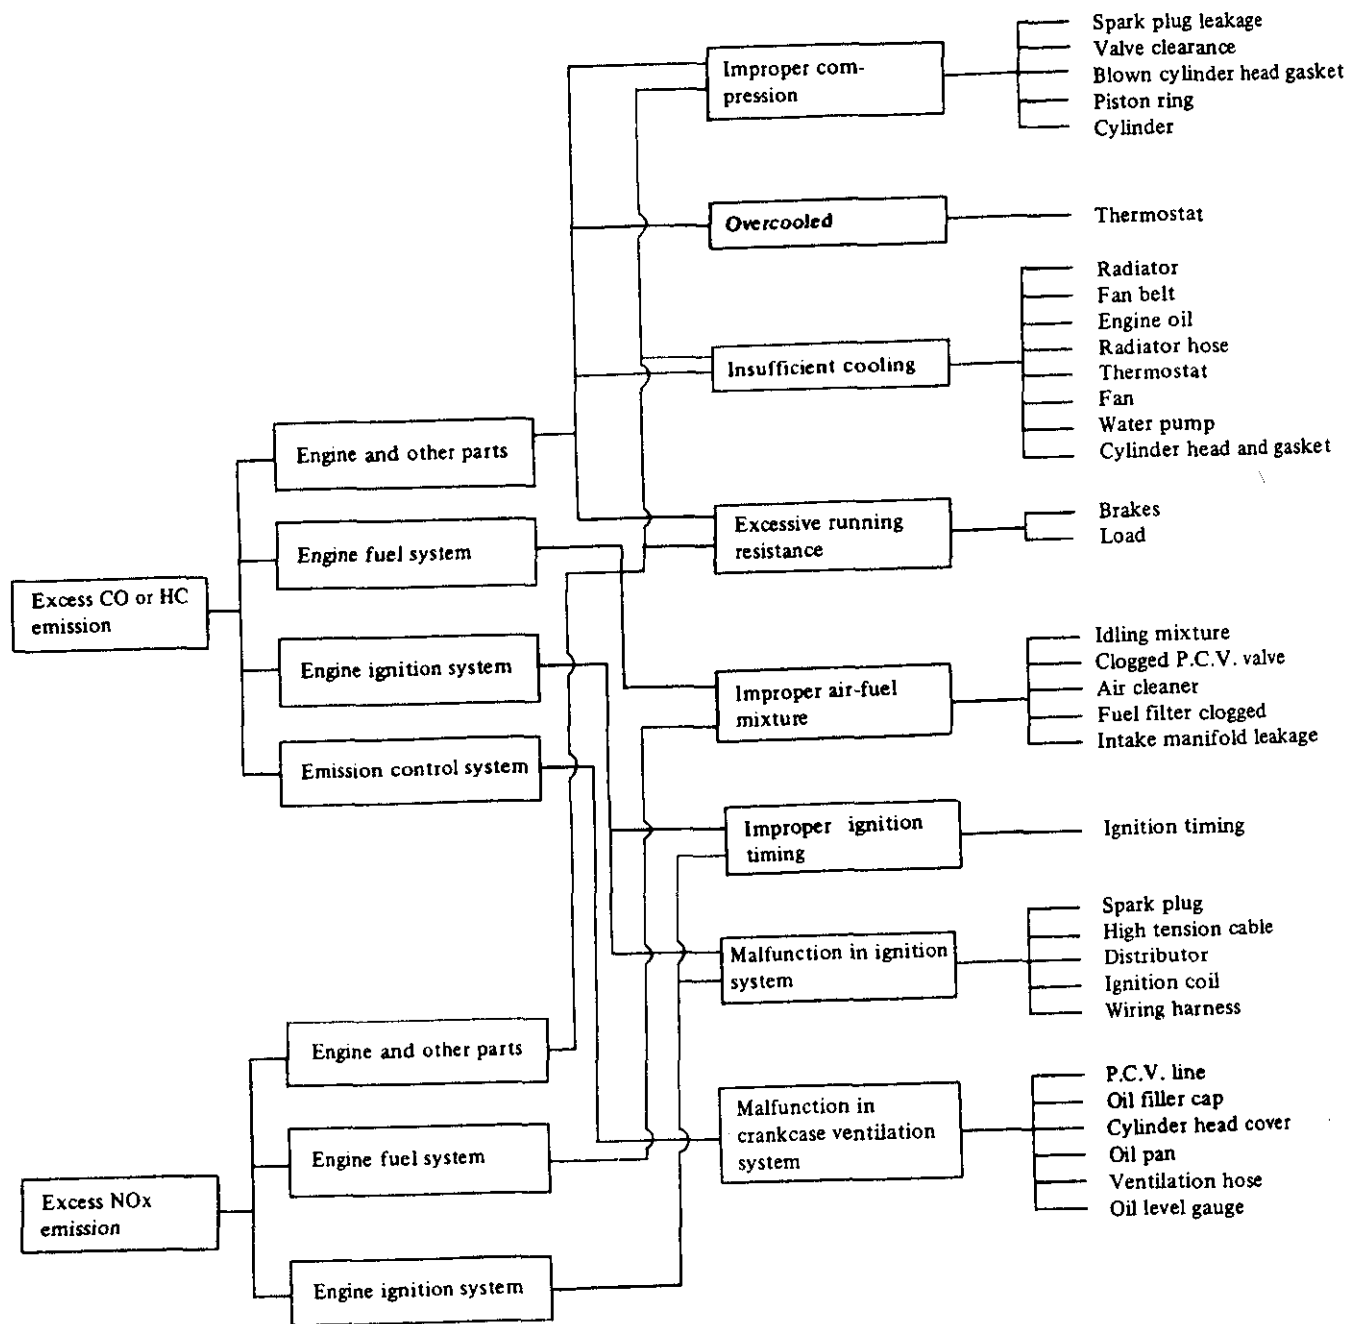 Excess CO or HC
emission
Engine and other parts
Engine fuel system
Engine ignition system
Emission control system
Excess NOx
emission
Engine and other parts
Engine fuel system
Engine ignition system
Improper com-
pression
Spark plug leakage
Valve clearance
Blown cylinder head gasket
Piston ring
Cylinder
Overcooled
Thermostat
Insufficient cooling
Radiator
Fan belt
Engine oil
Radiator hose
Thermostat
Fan
Water pump
Cylinder head and gasket
Excessive running
resistance
Brakes
Load
Improper air-fuel
mixture
Idling mixture
Clogged P.C.V. valve
Air cleaner
Fuel filter clogged
Intake manifold leakage
Improper ignition
timing
Ignition timing
Malfunction in ignition
system
Spark plug
High tension cable
Distributor
Ignition coil
Wiring harness
Malfunction in
crankcase ventilation
system
P.C.V. line
Oil filler cap
Cylinder head cover
Oil pan
Ventilation hose
Oil level gauge